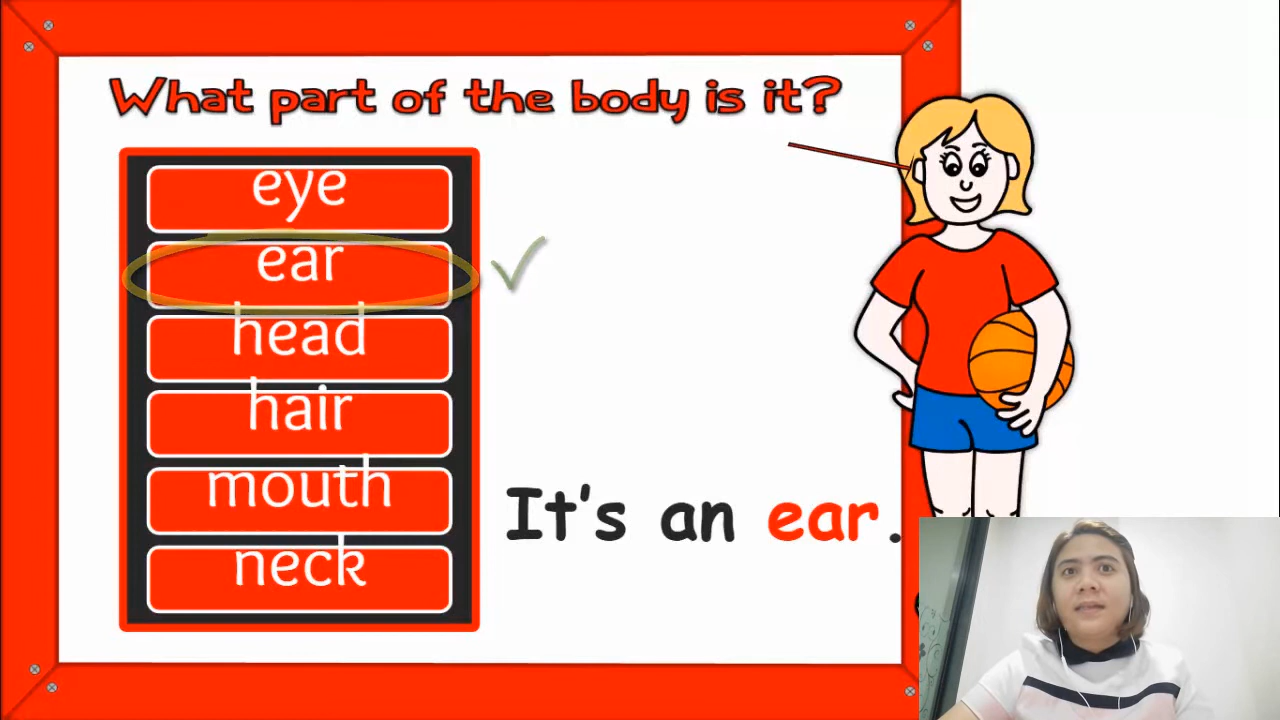 What part of the body is it?
eye
ear
head
hair
mouth
neck
It's an ear.